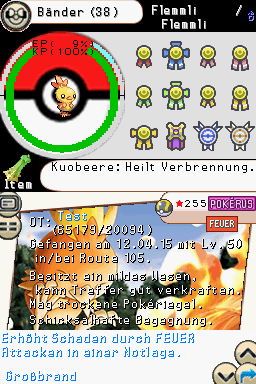 Bänder (38)
Flemmli /
Flemmli
EP( 9%)
KP(100%)
Kuobeere: Heilt Verbrennung.
Item
★255 POKÉRUS
Test
OT:
(65179/20094)
FEUER
Gefangen am 12.04.15 mit Lv. 50
in/bei Route 105.
Besitzt ein mildes Wesen,
kann Treffer gut verkraften.
Mag trockene Pokériegel.
Schicksalhafte Begegnung.
Erhöht Schaden durch FEUER
Attacken in einer Notlage.
Großbrand